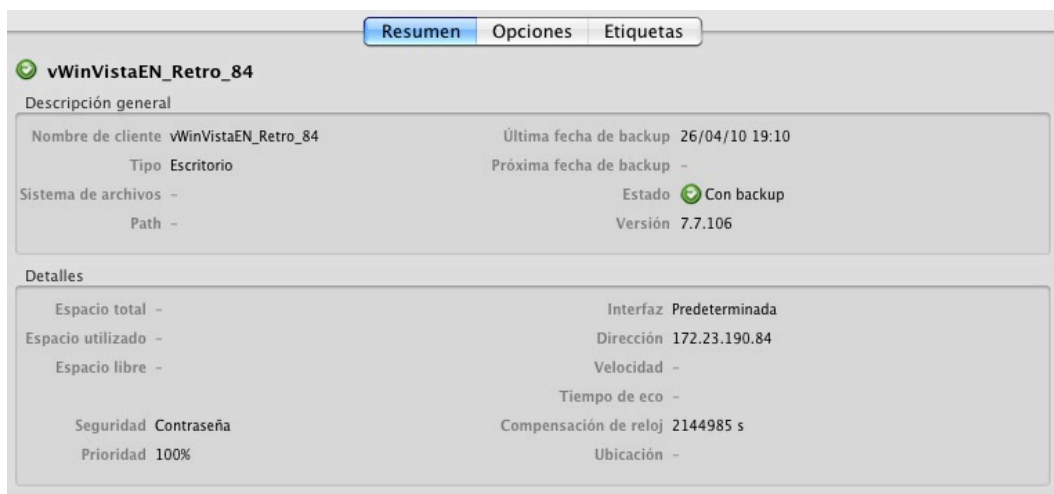 Resumen Opciones Etiquetas
vWinVistaEN_Retro_84
Descripción general
Nombre de cliente vWinVistaEN_Retro_84
Tipo Escritorio
Sistema de archivos -
Path -
Última fecha de backup 26/04/10 19:10
Próxima fecha de backup -
Estado Con backup
Versión 7.7.106
Detalles
Espacio total -
Espacio utilizado -
Espacio libre -
Seguridad Contraseña
Prioridad 100%
Interfaz Predeterminada
Dirección 172.23.190.84
Velocidad -
Tiempo de eco -
Compensación de reloj 2144985 s
Ubicación -